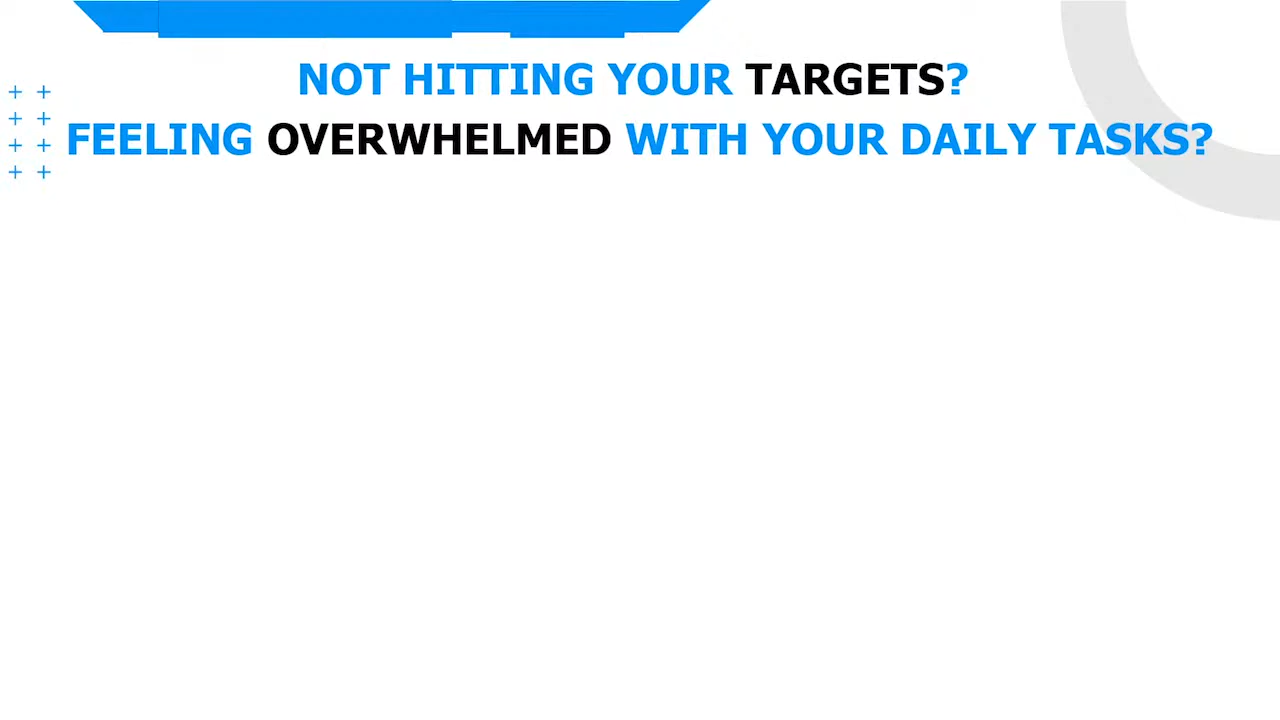 NOT HITTING YOUR TARGETS?
FEELING OVERWHELMED WITH YOUR DAILY TASKS?